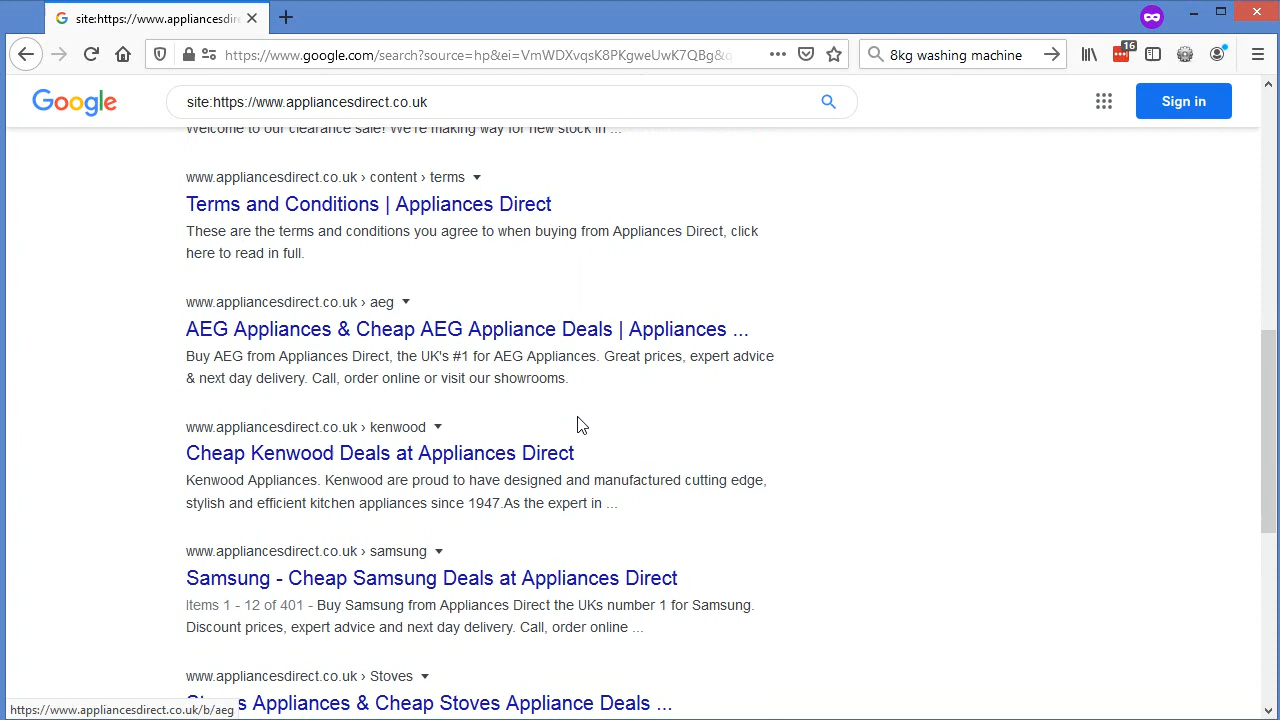 site:https://www.appliancesdire
https://www.google.com/search?source=hp&ei=VmWDXvqsK8PKgweUwK7QBg&q
8kg washing machine
16
Google
site:https://www.appliancesdirect.co.uk
Sign in
Welcome to our clearance sale! We're making way for new stock in ...
www.appliancesdirect.co.uk › content › terms
Terms and Conditions | Appliances Direct
These are the terms and conditions you agree to when buying from Appliances Direct, click
here to read in full.
www.appliancesdirect.co.uk › aeg
AEG Appliances & Cheap AEG Appliance Deals | Appliances ...
Buy AEG from Appliances Direct, the UK's #1 for AEG Appliances. Great prices, expert advice
& next day delivery. Call, order online or visit our showrooms.
www.appliancesdirect.co.uk › kenwood
Cheap Kenwood Deals at Appliances Direct
Kenwood Appliances. Kenwood are proud to have designed and manufactured cutting edge,
stylish and efficient kitchen appliances since 1947.As the expert in ...
www.appliancesdirect.co.uk › samsung
Samsung - Cheap Samsung Deals at Appliances Direct
Items 1 - 12 of 401 - Buy Samsung from Appliances Direct the UKs number 1 for Samsung.
Discount prices, expert advice and next day delivery. Call, order online ...
www.appliancesdirect.co.uk › Stoves
Stoves Appliances & Cheap Stoves Appliance Deals ...
https://www.appliancesdirect.co.uk/b/aeg